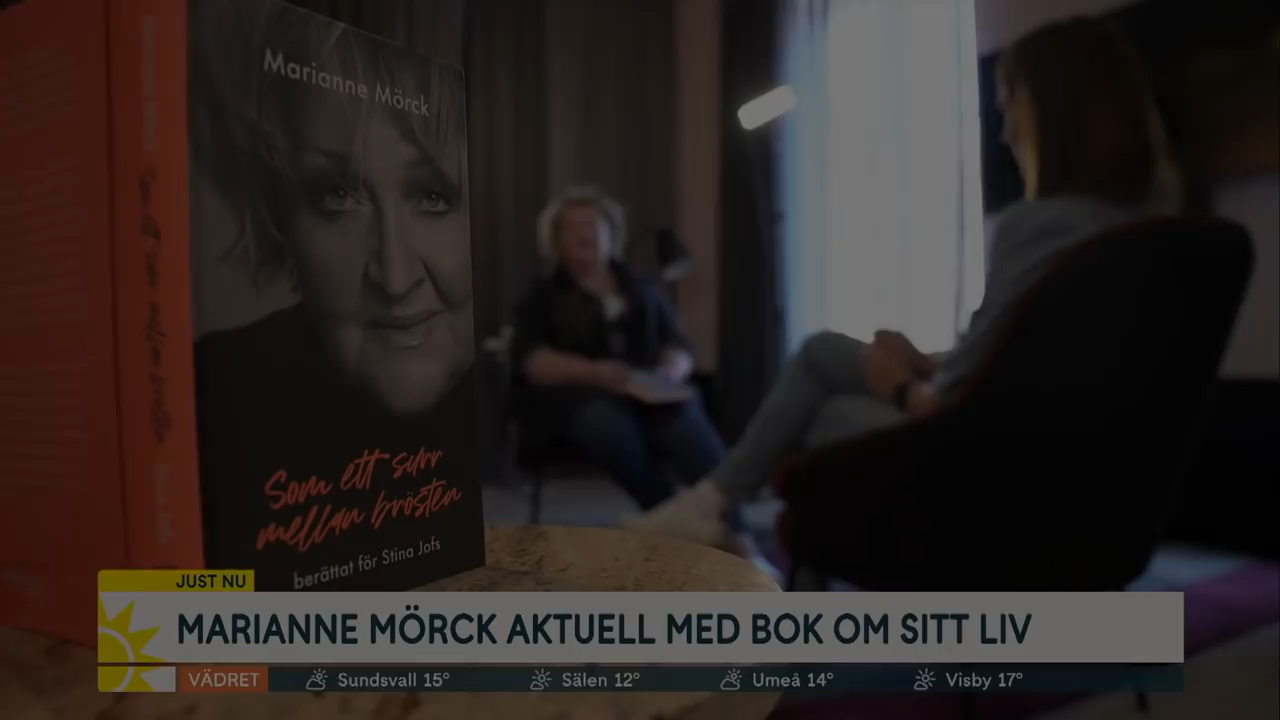 Marianne Mörck
Som ett surr
mellan brösten
berättat för Stina Jofs
JUST NU
MARIANNE MÖRCK AKTUELL MED BOK OM SITT LIV
VÄDRET
Sundsvall 15°
Sälen 12°
Umeå 14°
Visby 17°